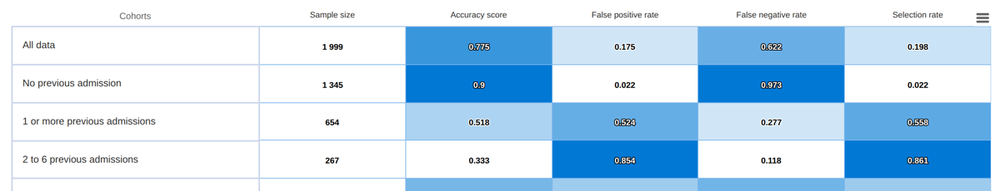 Cohorts Sample size Accuracy score False positive rate False negative rate Selection rate
All data 1 999 0.775 0.175 0.622 0.198
No previous admission 1 345 0.9 0.022 0.973 0.022
1 or more previous admissions 654 0.518 0.524 0.277 0.558
2 to 6 previous admissions 267 0.333 0.854 0.118 0.861